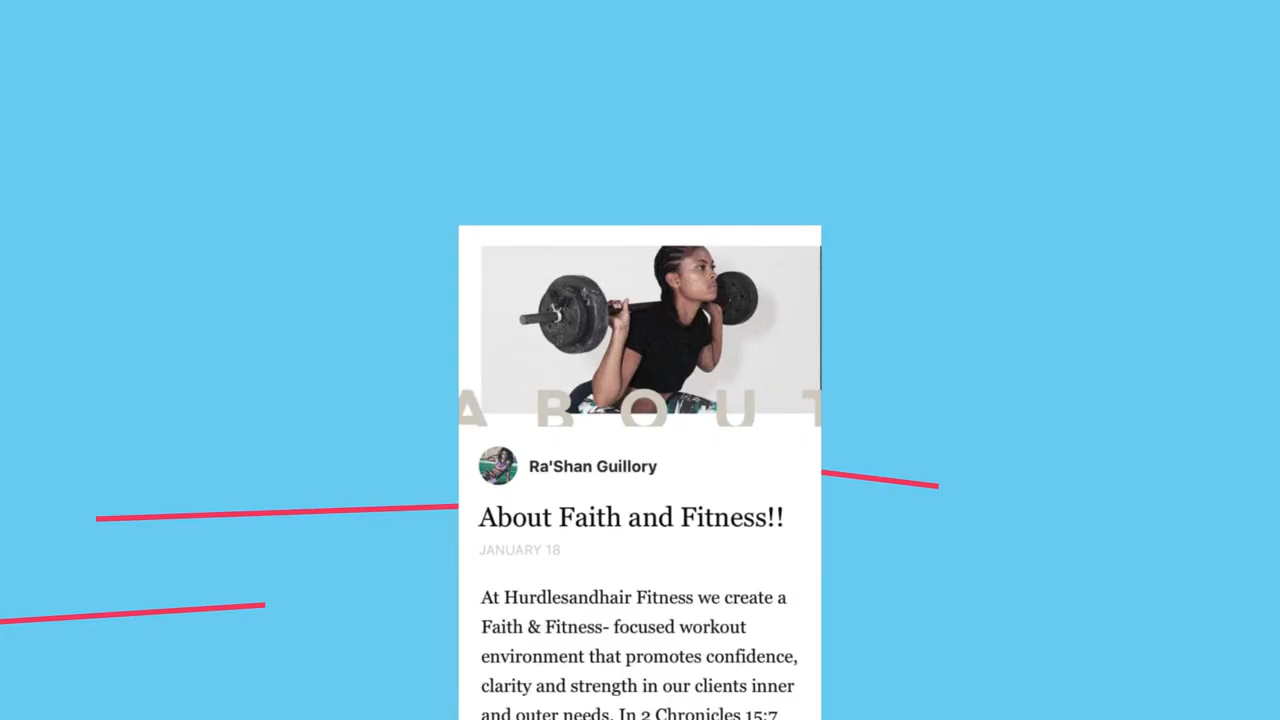 ABOUT
Ra'Shan Guillory
About Faith and Fitness!!
JANUARY 18
At Hurdlesandhair Fitness we create a
Faith & Fitness- focused workout
environment that promotes confidence,
clarity and strength in our clients inner
and outer needs. In 2 Chronicles 15:7